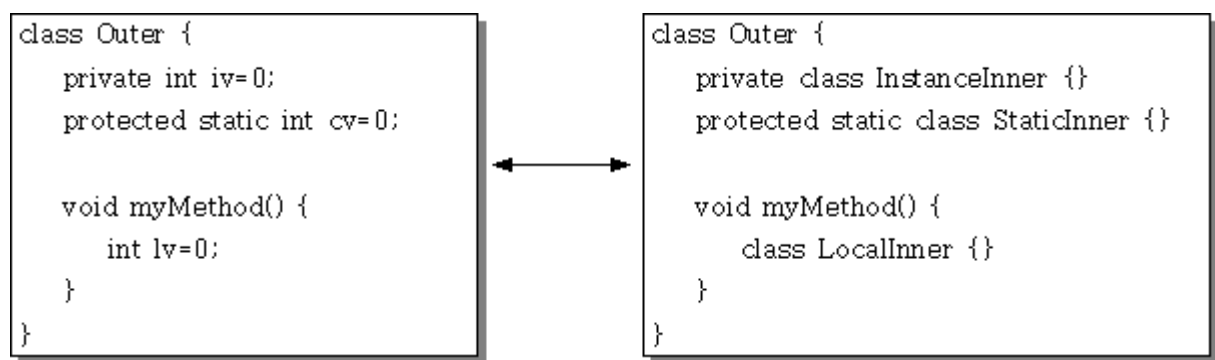 class Outer {
private int iv=0;
protected static int cv=0;
void myMethod() {
int lv=0;
}
}
class Outer {
private class InstanceInner {}
protected static class StaticInner {}
void myMethod() {
class LocalInner {}
}
}